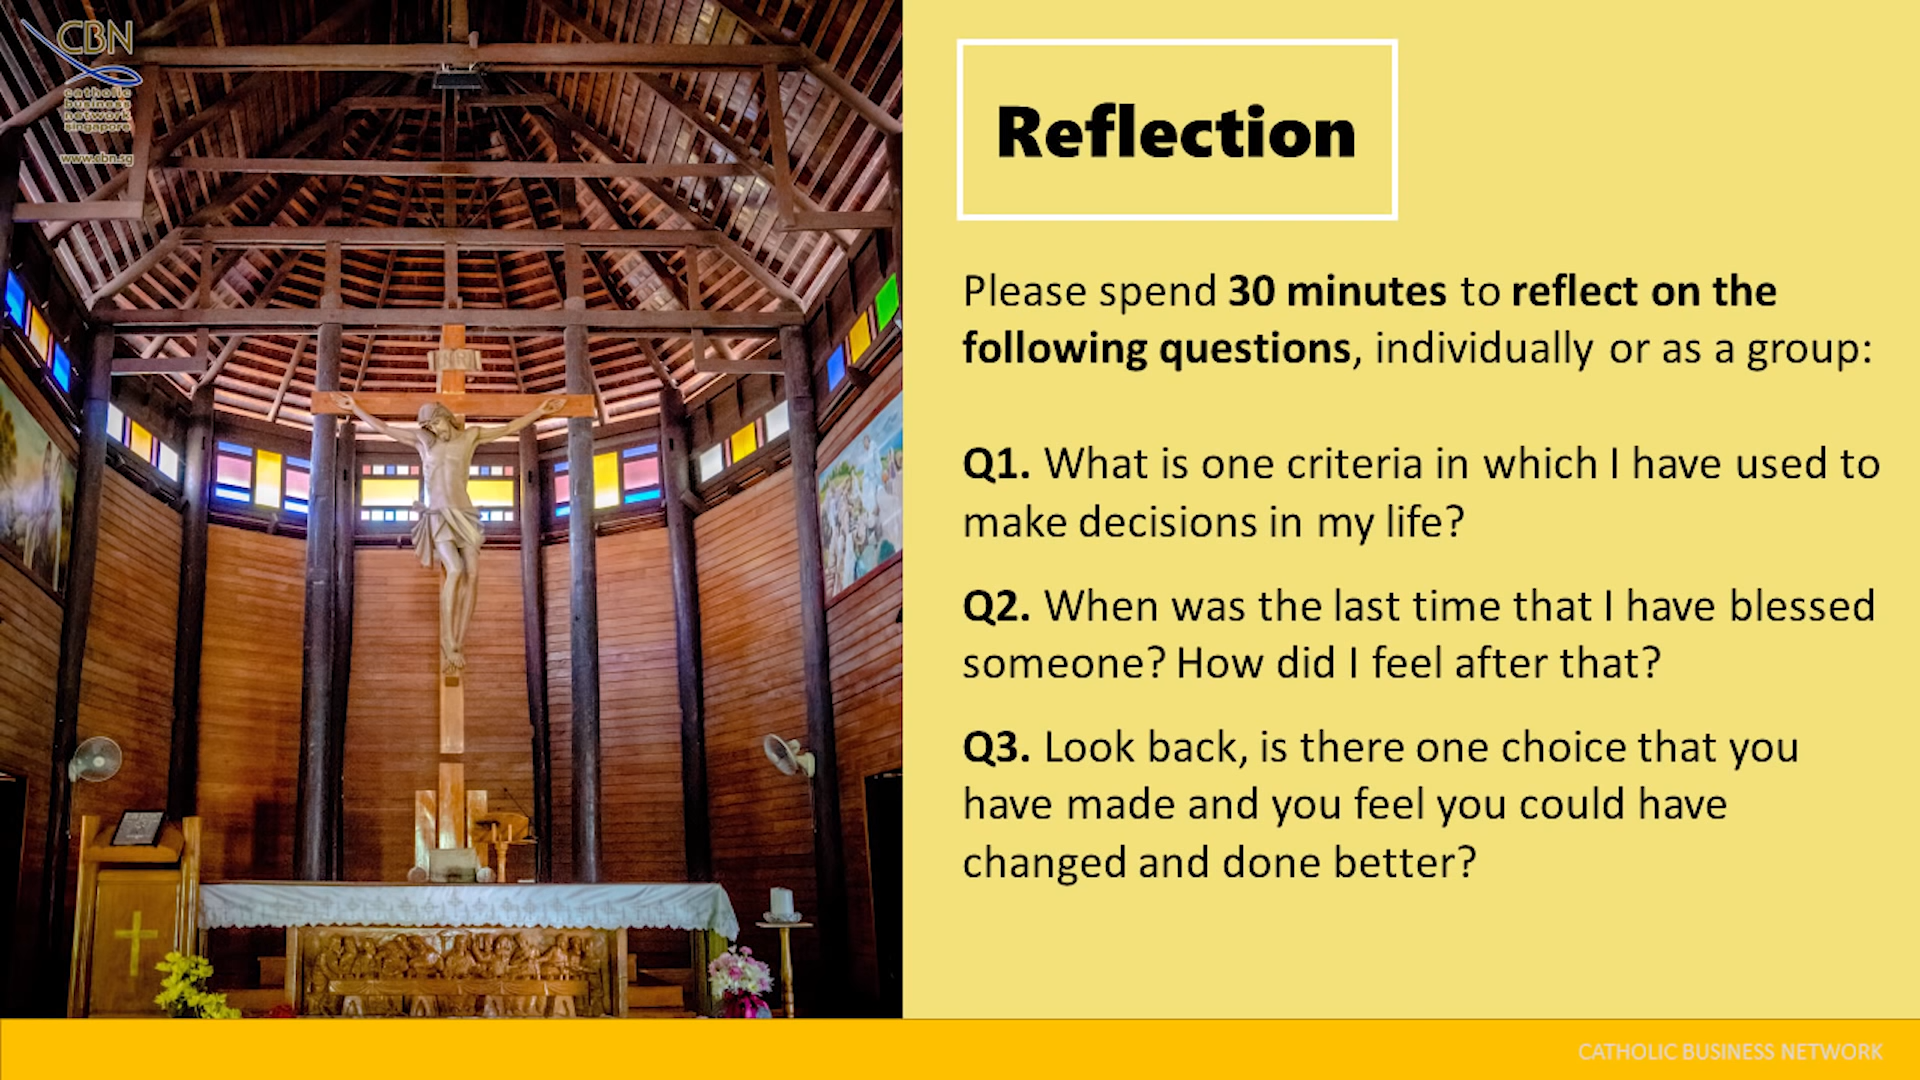 CBN
catholic
business
network
singapore
www.cbn.sg
INRI
Reflection
Please spend 30 minutes to reflect on the
following questions, individually or as a group:
Q1. What is one criteria in which I have used to
make decisions in my life?
Q2. When was the last time that I have blessed
someone? How did I feel after that?
Q3. Look back, is there one choice that you
have made and you feel you could have
changed and done better?
CATHOLIC BUSINESS NETWORK